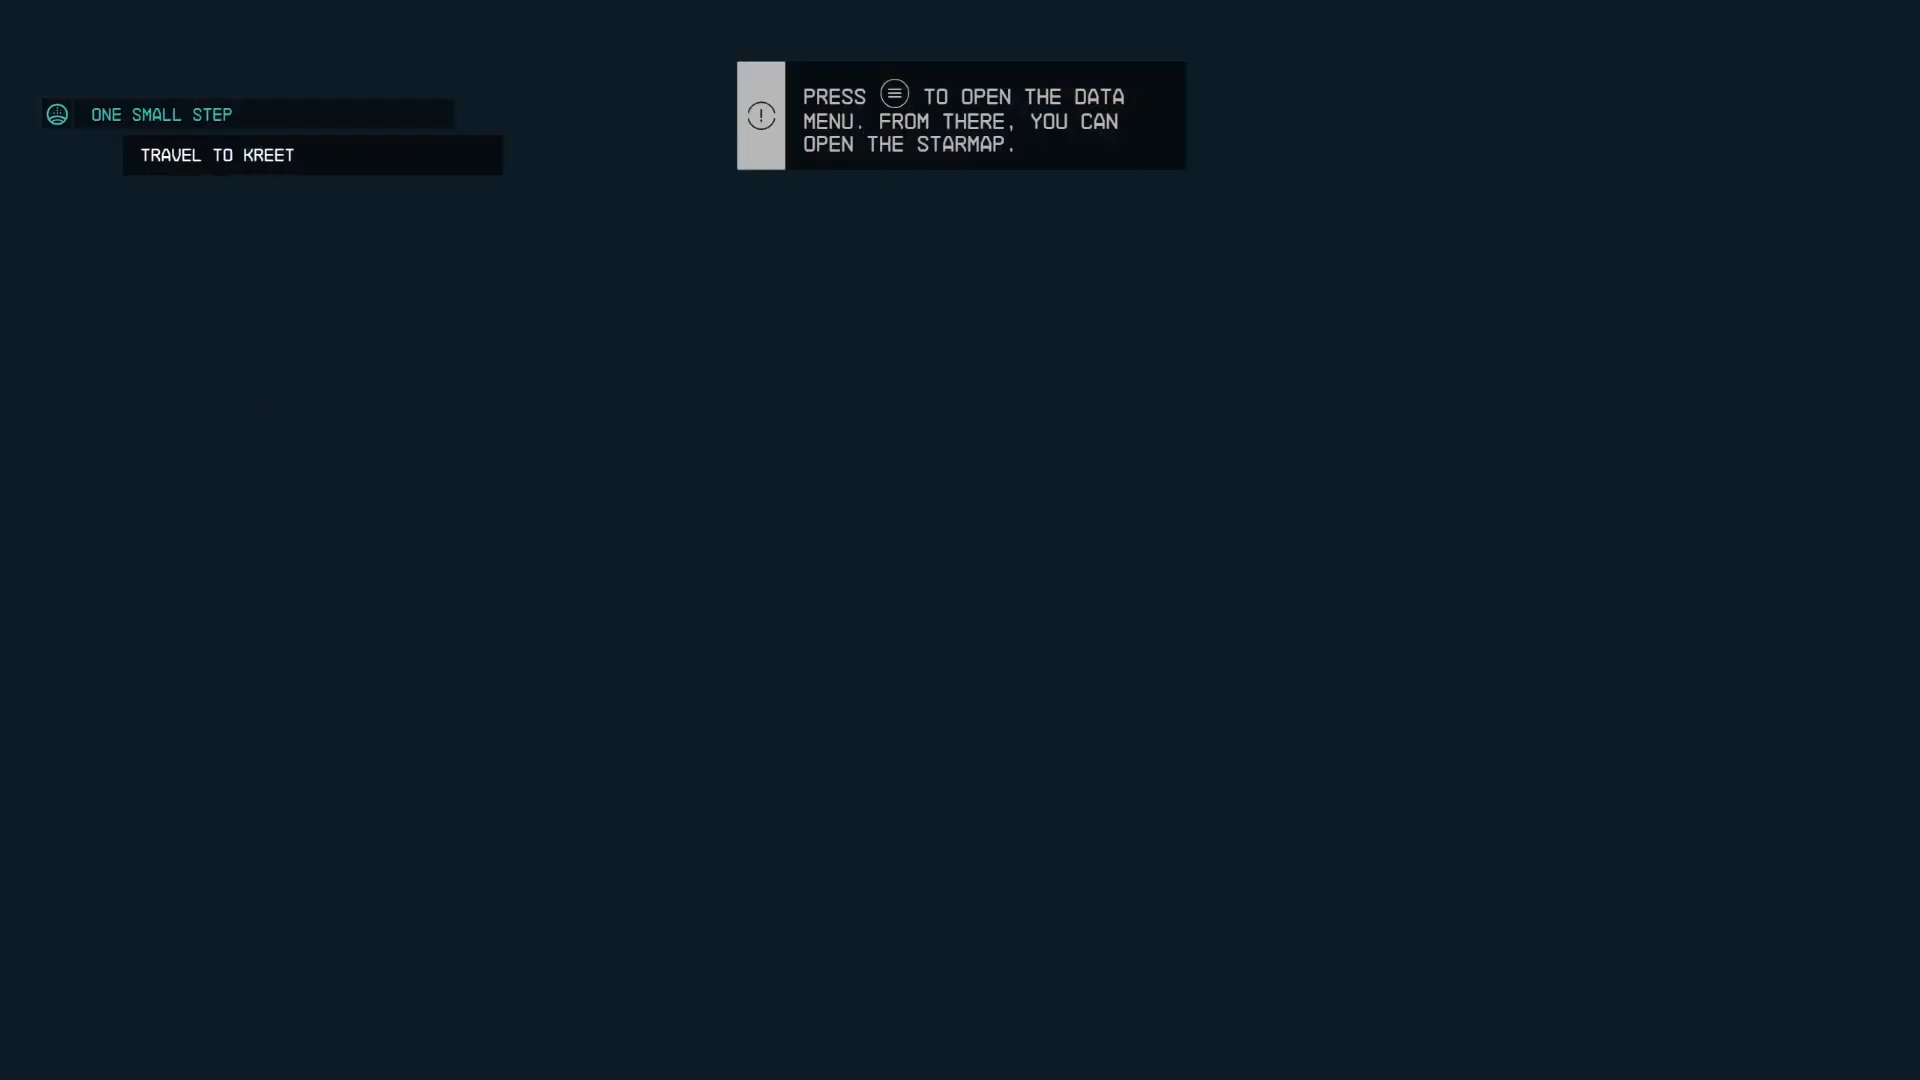 ONE SMALL STEP
TRAVEL TO KREET
PRESS TO OPEN THE DATA
MENU. FROM THERE, YOU CAN
OPEN THE STARMAP.